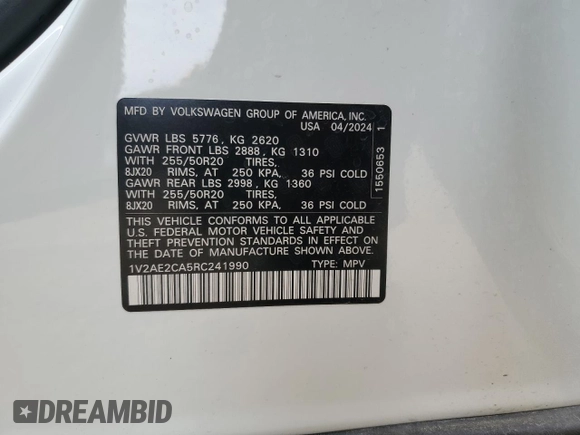 MFD BY VOLKSWAGEN GROUP OF AMERICA, INC.
USA 04/2024
GVWR LBS 5776, KG 2620
GAWR FRONT LBS 2888, KG 1310
WITH 255/50R20 TIRES,
8JX20 RIMS, AT 250 KPA, 36 PSI COLD
GAWR REAR LBS 2998, KG 1360
WITH 255/50R20 TIRES,
8JX20 RIMS, AT 250 KPA, 36 PSI COLD
THIS VEHICLE CONFORMS TO ALL APPLICABLE
U.S. FEDERAL MOTOR VEHICLE SAFETY AND
THEFT PREVENTION STANDARDS IN EFFECT ON
THE DATE OF MANUFACTURE SHOWN ABOVE.
1V2AE2CA5RC241990 TYPE: MPV
1550653 1
DREAMBID